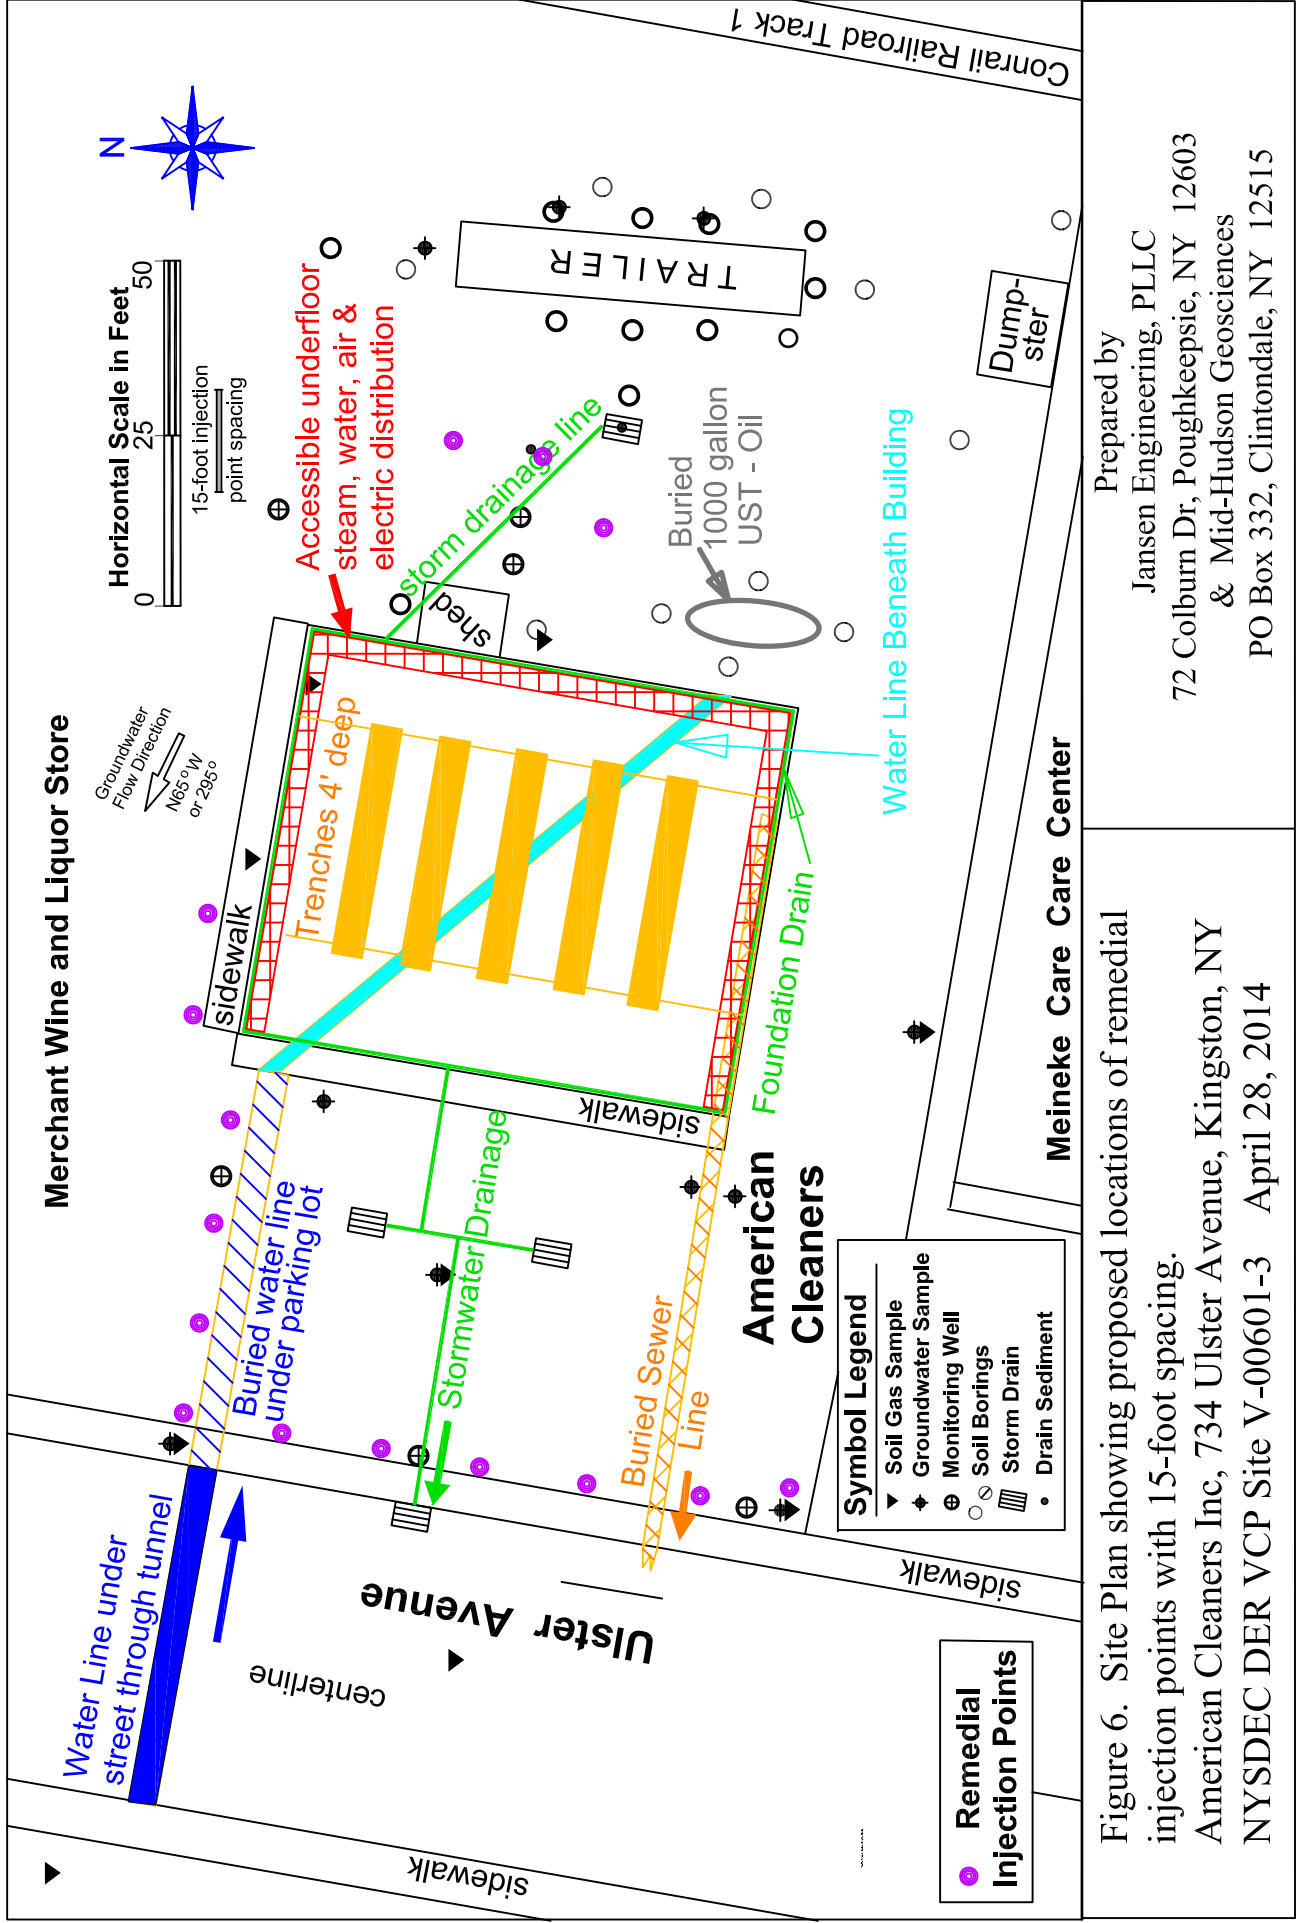 Merchant Wine and Liquor Store
Groundwater
Flow Direction
N65° W
or 295°
Horizontal Scale in Feet
0
25
50
15-foot injection
point spacing
N
Conrail Railroad Track 1
Accessible underfloor
steam, water, air &
electric distribution
TRAILER
storm drainage line
shed
Buried
1000 gallon
UST - Oil
Dump-
ster
Water Line Beneath Building
sidewalk
Trenches 4' deep
Foundation Drain
sidewalk
Buried water line
under parking lot
Stormwater Drainage
Buried Sewer
Line
American
Cleaners
Meineke Care Care Center
Water Line under
street through tunnel
Ulster Avenue
centerline
sidewalk
sidewalk
Symbol Legend
Soil Gas Sample
Groundwater Sample
Monitoring Well
Soil Borings
Storm Drain
Drain Sediment
Remedial
Injection Points
Figure 6. Site Plan showing proposed locations of remedial
injection points with 15-foot spacing.
American Cleaners Inc, 734 Ulster Avenue, Kingston, NY
NYSDEC DER VCP Site V-00601-3 April 28, 2014
Prepared by
Jansen Engineering, PLLC
72 Colburn Dr, Poughkeepsie, NY 12603
& Mid-Hudson Geosciences
PO Box 332, Clintondale, NY 12515